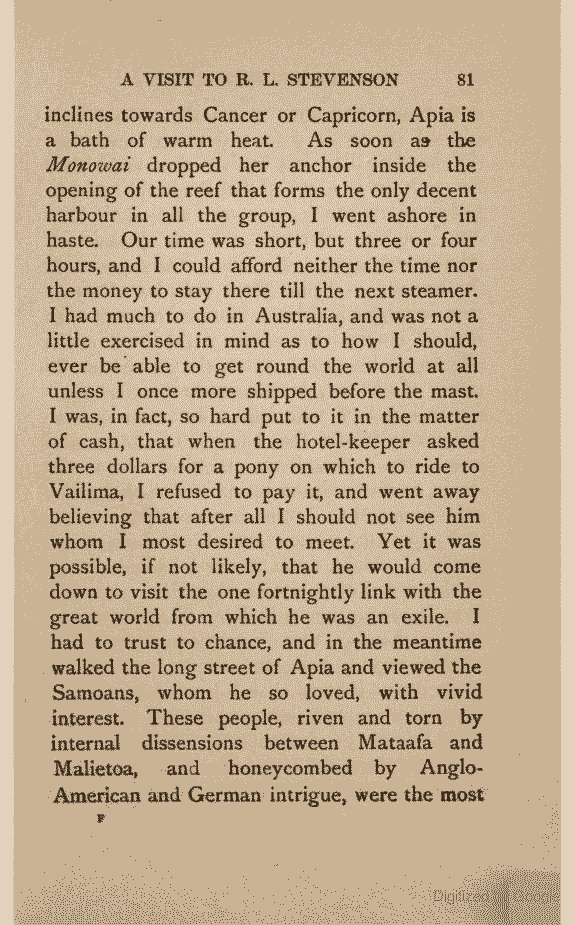 A VISIT TO R. L. STEVENSON 81
inclines towards Cancer or Capricorn, Apia is
a bath of warm heat. As soon as the
Monowai dropped her anchor inside the
opening of the reef that forms the only decent
harbour in all the group, I went ashore in
haste. Our time was short, but three or four
hours, and I could afford neither the time nor
the money to stay there till the next steamer.
I had much to do in Australia, and was not a
little exercised in mind as to how I should,
ever be able to get round the world at all
unless I once more shipped before the mast.
I was, in fact, so hard put to it in the matter
of cash, that when the hotel-keeper asked
three dollars for a pony on which to ride to
Vailima, I refused to pay it, and went away
believing that after all I should not see him
whom I most desired to meet. Yet it was
possible, if not likely, that he would come
down to visit the one fortnightly link with the
great world from which he was an exile. I
had to trust to chance, and in the meantime
walked the long street of Apia and viewed the
Samoans, whom he so loved, with vivid
interest. These people, riven and torn by
internal dissensions between Mataafa and
Malietoa, and honeycombed by Anglo-
American and German intrigue, were the most
F
Digitized by Google